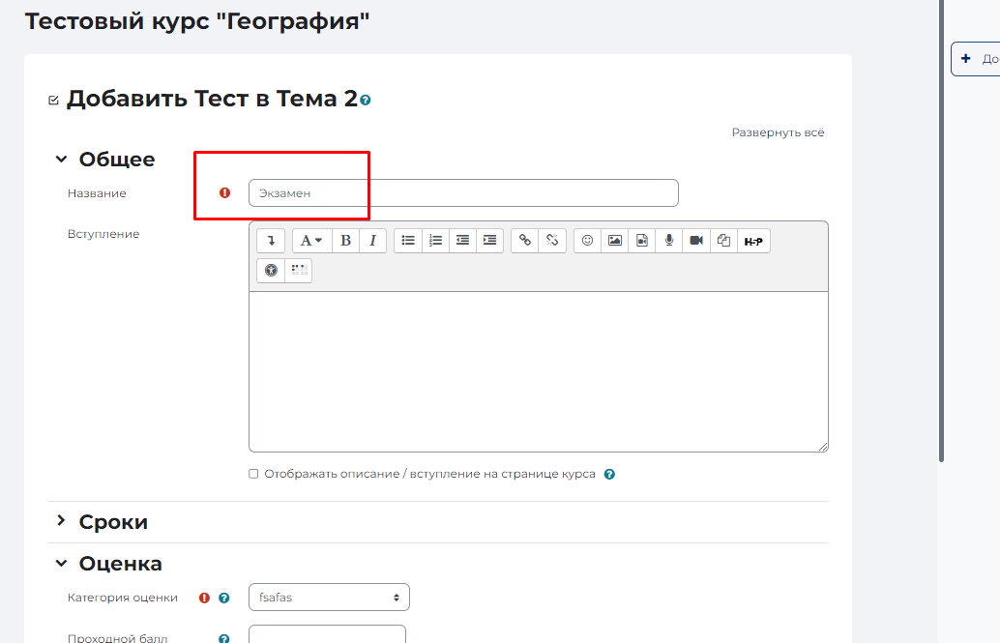 Тестовый курс "География"
До
Добавить Тест в Тема 2
Развернуть всё
Общее
Название
Экзамен
Вступление
A B I
H-P
Отображать описание / вступление на странице курса
Сроки
Оценка
Категория оценки
fsafas
Проходной балл